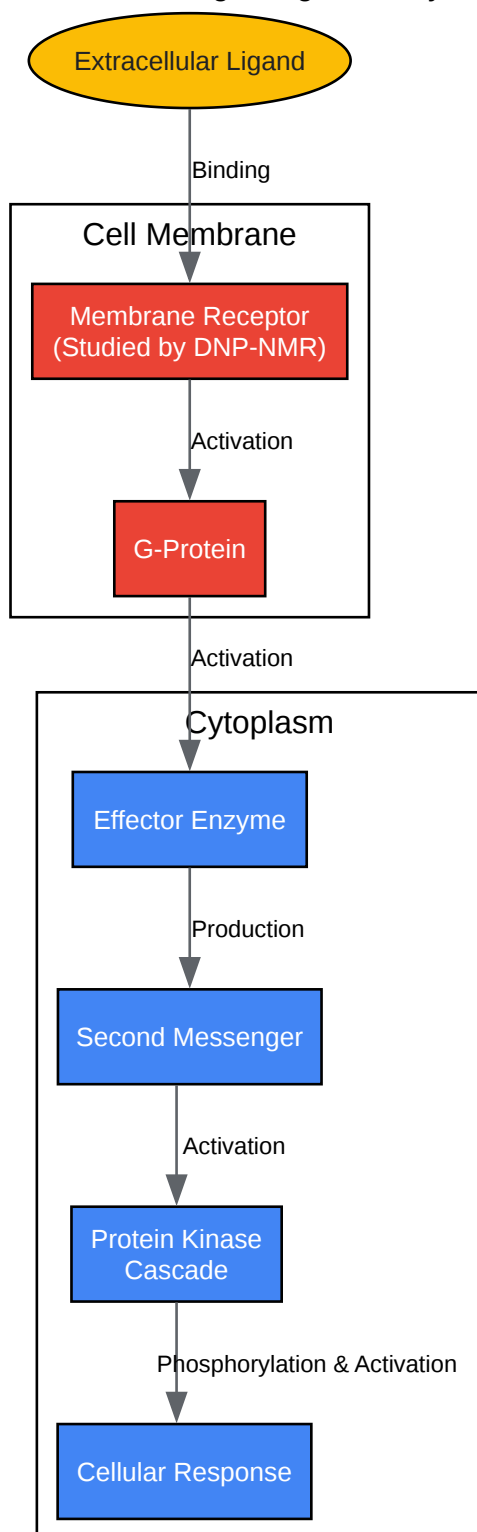 Extracellular Ligand
Binding
Cell Membrane
Membrane Receptor
(Studied by DNP-NMR)
Activation
G-Protein
Activation
Cytoplasm
Effector Enzyme
Production
Second Messenger
Activation
Protein Kinase
Cascade
Phosphorylation & Activation
Cellular Response